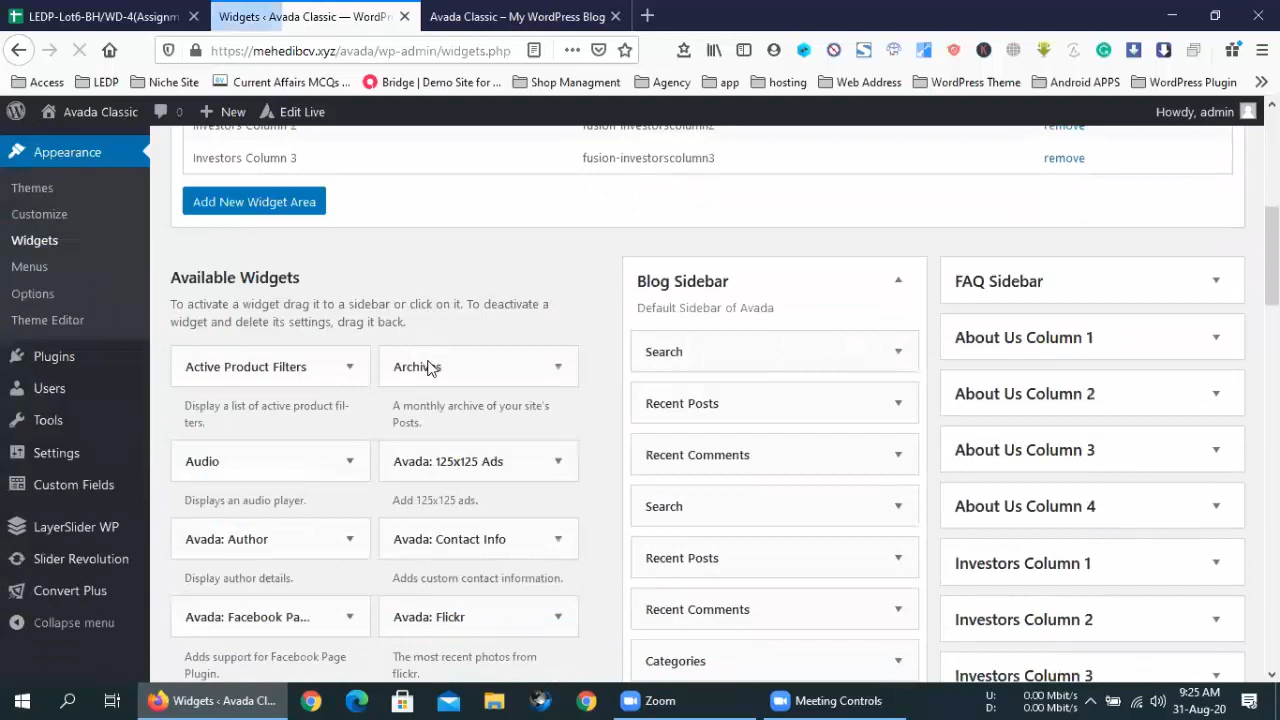 LEDP-Lot6-BH/WD-4(Assignm
Widgets ‹ Avada Classic — WordPr
Avada Classic – My WordPress Blog
https://mehedibcv.xyz/avada/wp-admin/widgets.php
Access
LEDP
Niche Site
Current Affairs MCQs ‘...
Bridge | Demo Site for ...
Shop Managment
Agency
app
hosting
Web Address
WordPress Theme
Android APPS
WordPress Plugin
Avada Classic
0
New
Edit Live
Howdy, admin
Appearance
Themes
Customize
Widgets
Menus
Options
Theme Editor
Plugins
Users
Tools
Settings
Custom Fields
LayerSlider WP
Slider Revolution
Convert Plus
Collapse menu
Investors Column 2 fusion-investorscolumn2 remove
Investors Column 3 fusion-investorscolumn3 remove
Add New Widget Area
Available Widgets
To activate a widget drag it to a sidebar or click on it. To deactivate a
widget and delete its settings, drag it back.
Active Product Filters
Display a list of active product fil-
ters.
Archives
A monthly archive of your site's
Posts.
Audio
Displays an audio player.
Avada: 125x125 Ads
Add 125x125 ads.
Avada: Author
Display author details.
Avada: Contact Info
Adds custom contact information.
Avada: Facebook Pa...
Adds support for Facebook Page
Plugin.
Avada: Flickr
The most recent photos from
flickr.
Blog Sidebar
Default Sidebar of Avada
Search
Recent Posts
Recent Comments
Search
Recent Posts
Recent Comments
Categories
FAQ Sidebar
About Us Column 1
About Us Column 2
About Us Column 3
About Us Column 4
Investors Column 1
Investors Column 2
Investors Column 3
Widgets ‹ Avada Cl...
Zoom
Meeting Controls
U: 0.00 Mbit/s
D: 0.00 Mbit/s
9:25 AM
31-Aug-20